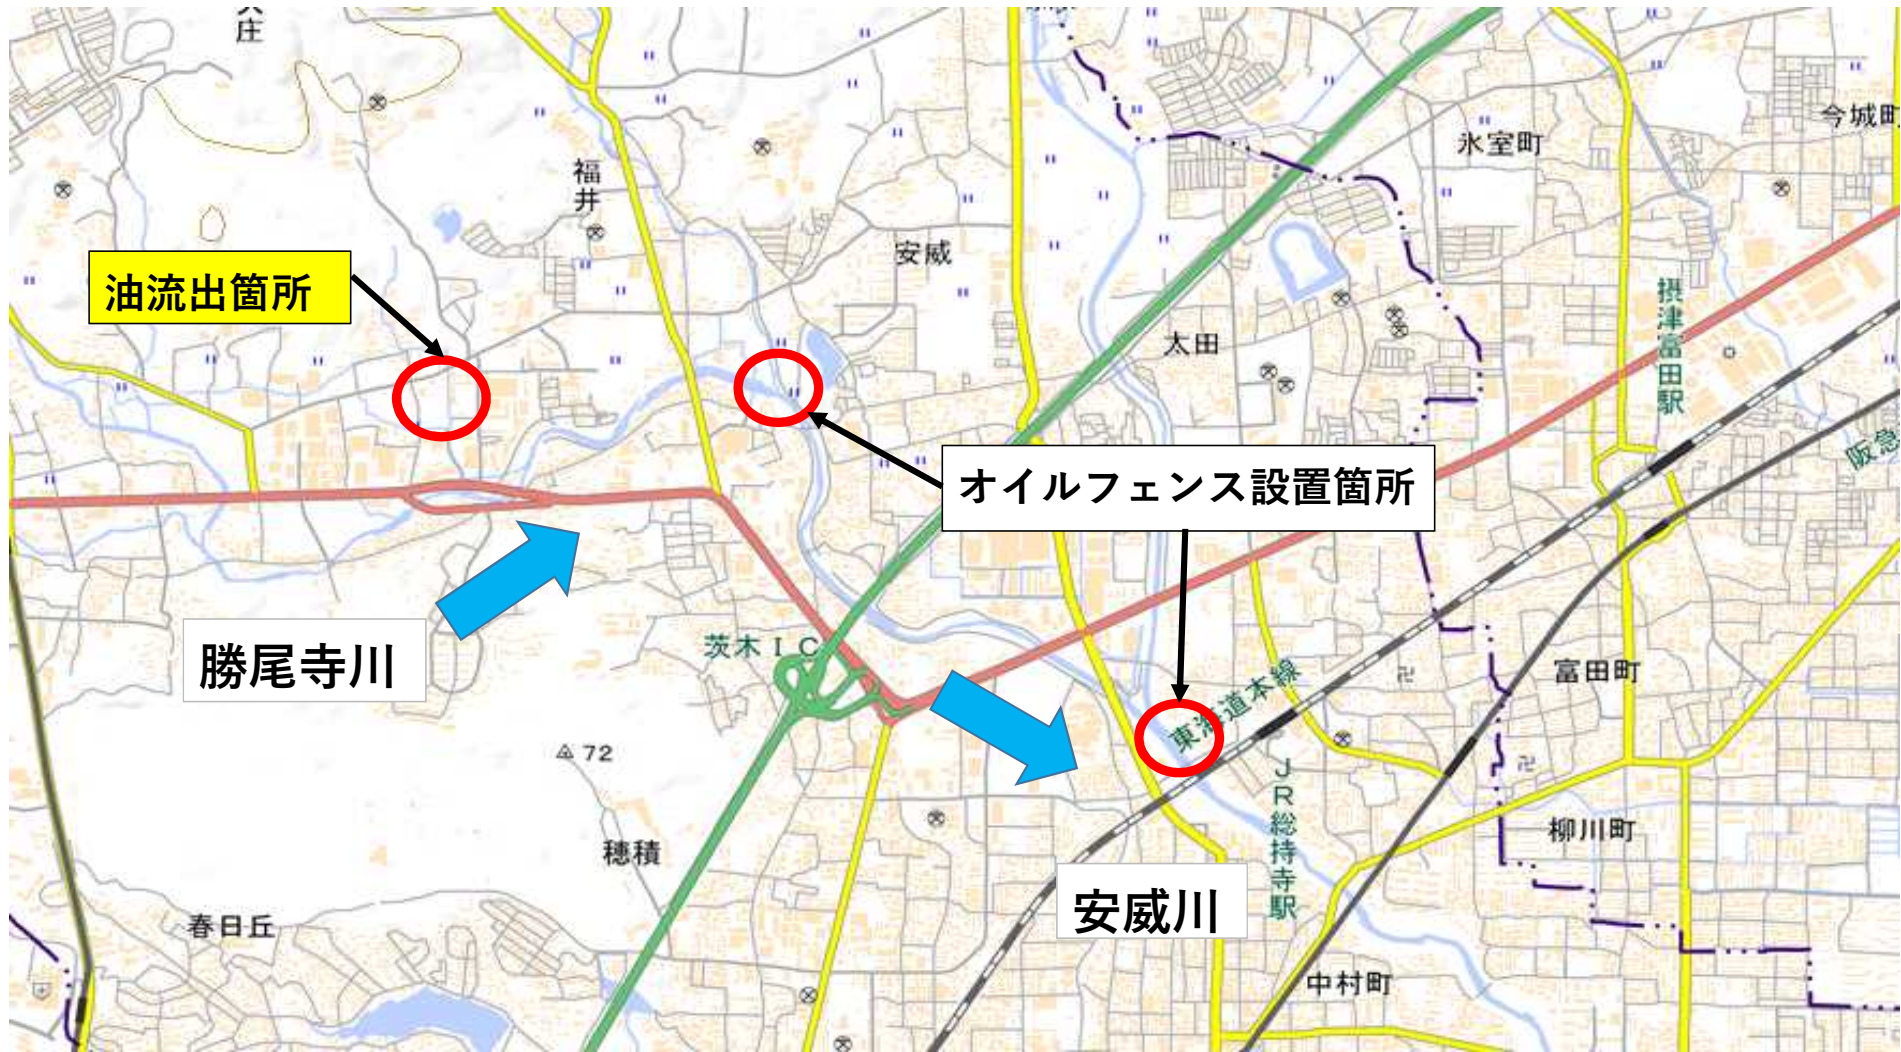 庄
今城町
氷室町
福井
安威
油流出箇所
摂津富田駅
太田
阪急
オイルフェンス設置箇所
勝尾寺川
茨木ＩＣ
東海道本線
富田町
72
ＪＲ総持寺駅
穂積
柳川町
安威川
春日丘
中村町